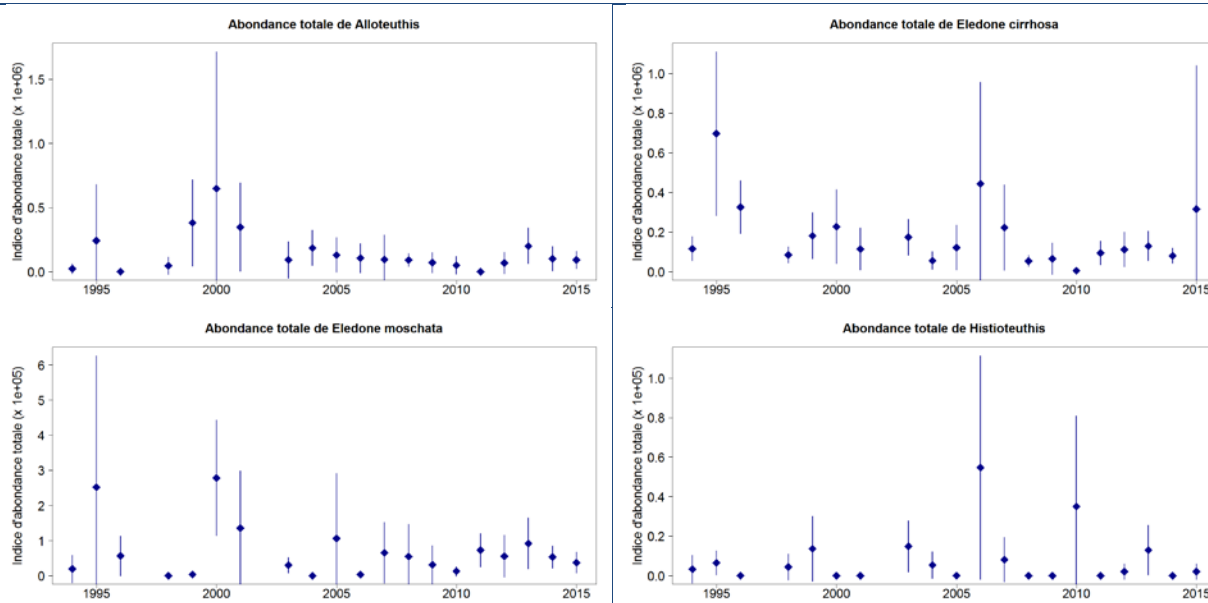 Abondance totale de Alloteuthis
Indice d'abondance totale (x 1e+06)
1.5
1.0
0.5
0.0
1995 2000 2005 2010 2015
Abondance totale de Eledone cirrhosa
Indice d'abondance totale (x 1e+06)
1.0
0.8
0.6
0.4
0.2
0.0
1995 2000 2005 2010 2015
Abondance totale de Eledone moschata
Indice d'abondance totale (x 1e+05)
6
5
4
3
2
1
0
1995 2000 2005 2010 2015
Abondance totale de Histioteuthis
Indice d'abondance totale (x 1e+05)
1.0
0.8
0.6
0.4
0.2
0.0
1995 2000 2005 2010 2015